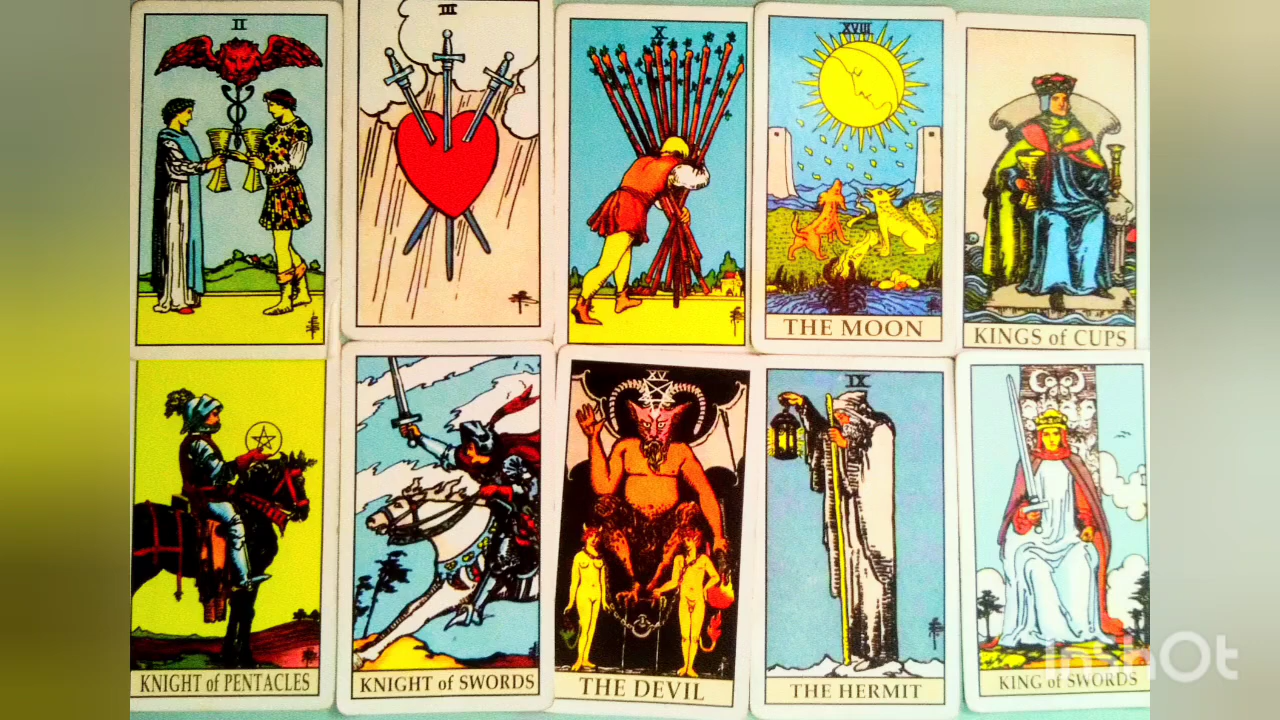 II
III
X
XVIII
THE MOON
KINGS of CUPS
KNIGHT of PENTACLES
KNIGHT of SWORDS
XV
THE DEVIL
IX
THE HERMIT
KING of SWORDS
InShOt